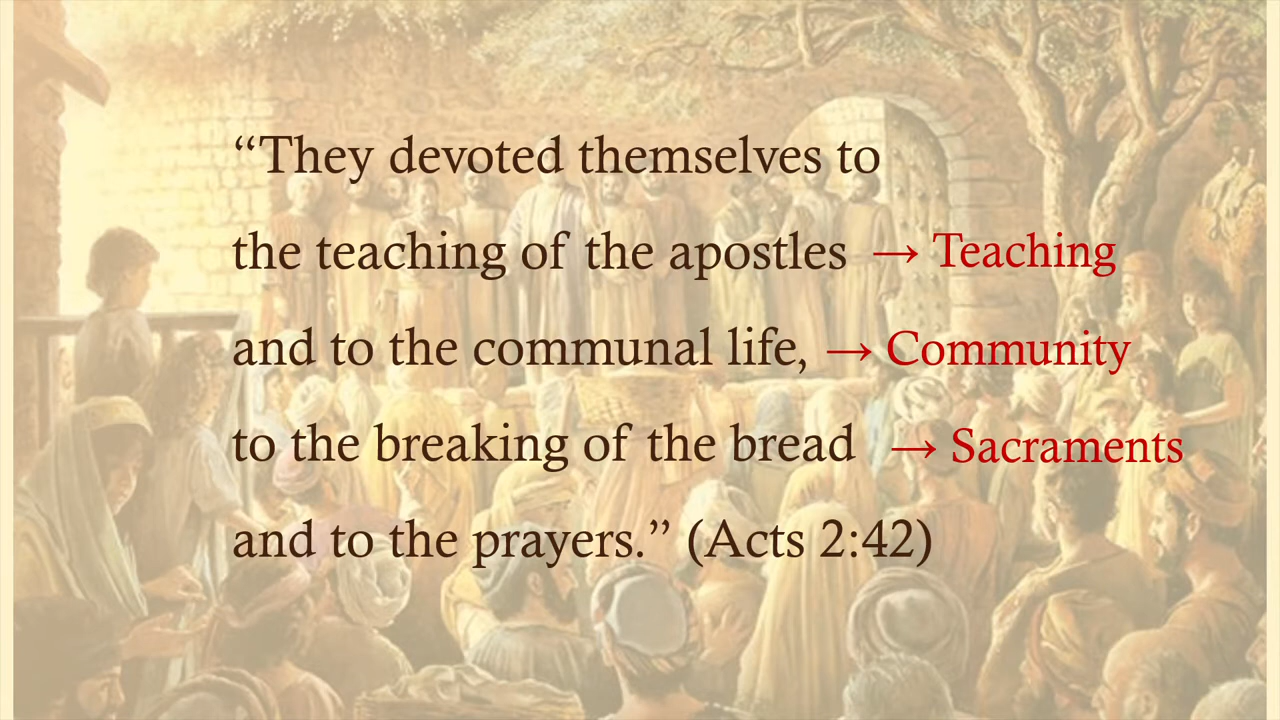 “They devoted themselves to
the teaching of the apostles → Teaching
and to the communal life, → Community
to the breaking of the bread → Sacraments
and to the prayers.” (Acts 2:42)